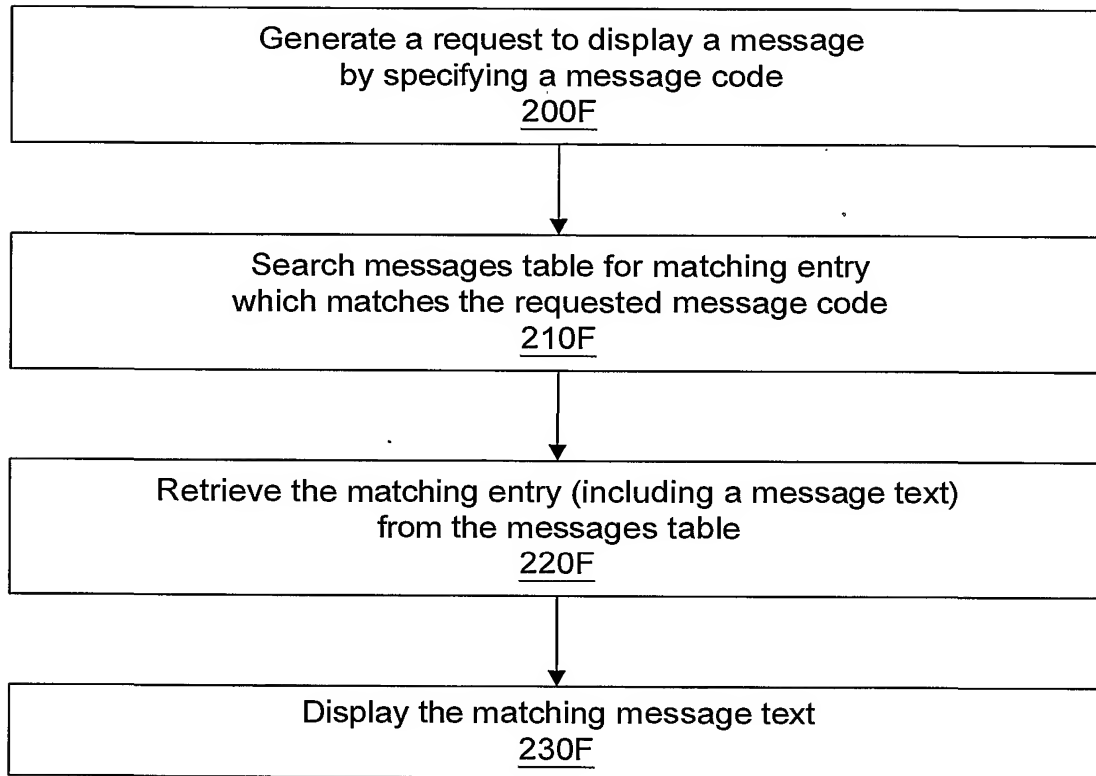 Generate a request to display a message
by specifying a message code
200F
Search messages table for matching entry
which matches the requested message code
210F
Retrieve the matching entry (including a message text)
from the messages table
220F
Display the matching message text
230F